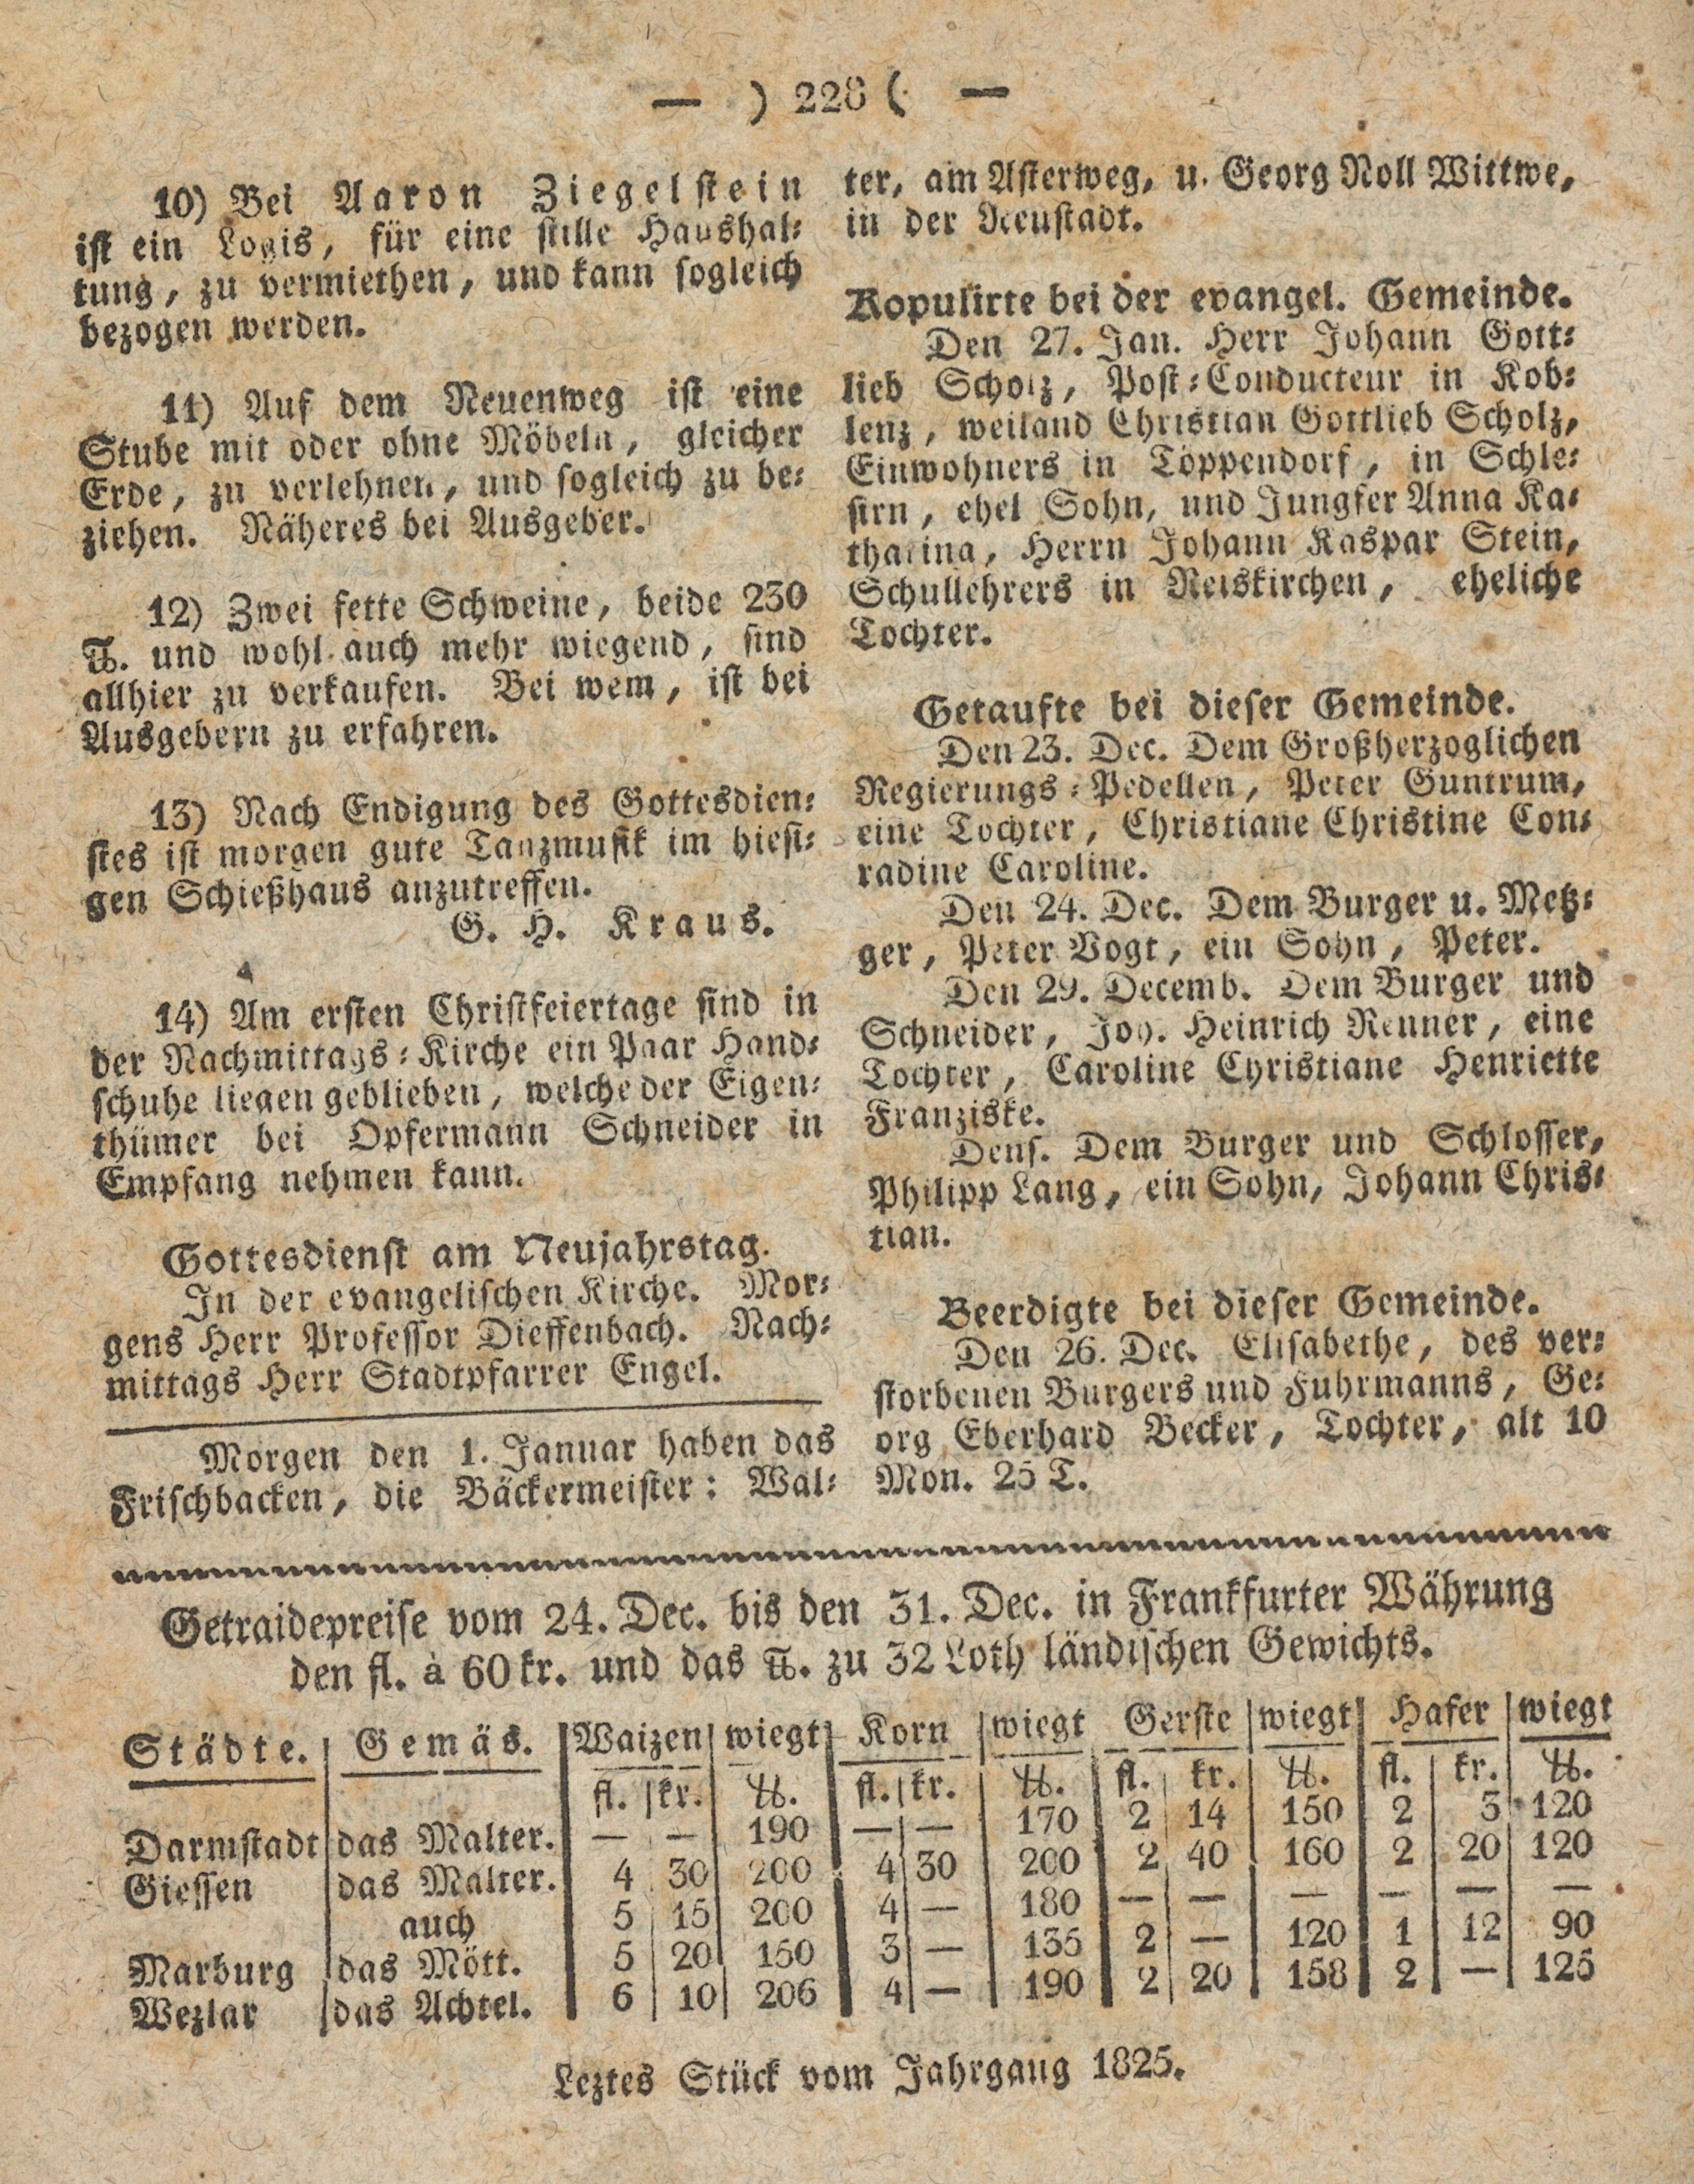 — ) 228 ( —
10) Bei Aaron Ziegelstein
ist ein Logis, für eine stille Haushal-
tung, zu vermiethen, und kann sogleich
bezogen werden.
11) Auf dem Neuenweg ist eine
Stube mit oder ohne Möbeln, gleicher
Erde, zu verlehnen, und sogleich zu be-
ziehen. Näheres bei Ausgeber.
12) Zwei fette Schweine, beide 230
℔. und wohl auch mehr wiegend, sind
allhier zu verkaufen. Bei wem, ist bei
Ausgebern zu erfahren.
13) Nach Endigung des Gottesdien-
stes ist morgen gute Tanzmusik im hiesi-
gen Schießhaus anzutreffen.
G. H. Kraus.
14) Am ersten Christfeiertage sind in
der Nachmittags-Kirche ein Paar Hand-
schuhe liegen geblieben, welche der Eigen-
thümer bei Opfermann Schneider in
Empfang nehmen kann.
Gottesdienst am Neujahrstag.
In der evangelischen Kirche. Mor-
gens Herr Professor Dieffenbach. Nach-
mittags Herr Stadtpfarrer Engel.
Morgen den 1. Januar haben das
Frischbacken, die Bäckermeister: Wal-
ter, am Asterweg, u. Georg Noll Wittwe,
in der Neustadt.
Kopulirte bei der evangel. Gemeinde.
Den 27. Jan. Herr Johann Gott-
lieb Scholz, Post-Conducteur in Kob-
lenz, weiland Christian Gottlieb Scholz,
Einwohners in Töppendorf, in Schle-
sirn, ehel Sohn, und Jungfer Anna Ka-
tharina, Herrn Johann Kaspar Stein,
Schullehrers in Reiskirchen, eheliche
Tochter.
Getaufte bei dieser Gemeinde.
Den 23. Dec. Dem Großherzoglichen
Regierungs-Pedellen, Peter Guntrum,
eine Tochter, Christiane Christine Con-
radine Caroline.
Den 24. Dec. Dem Burger u. Metz-
ger, Peter Vogt, ein Sohn, Peter.
Den 29. Decemb. Dem Burger und
Schneider, Joh. Heinrich Renner, eine
Tochter, Caroline Christiane Henriette
Franziske.
Dens. Dem Burger und Schlosser,
Philipp Lang, ein Sohn, Johann Chris-
tian.
Beerdigte bei dieser Gemeinde.
Den 26. Dec. Elisabethe, des ver-
storbenen Burgers und Fuhrmanns, Ge-
org Eberhard Becker, Tochter, alt 10
Mon. 25 T.
Getraidepreise vom 24. Dec. bis den 31. Dec. in Frankfurter Währung
den fl. à 60 kr. und das ℔. zu 32 Loth ländischen Gewichts.
Städte. Gemäs. Waizen wiegt Korn wiegt Gerste wiegt Hafer wiegt
fl. kr. ℔. fl. kr. ℔. fl. kr. ℔. fl. kr. ℔.
Darmstadt das Malter. — — 190 — — 170 2 14 150 2 3 120
Giessen das Malter. 4 30 200 4 30 200 2 40 160 2 20 120
auch 5 15 200 4 — 180 — — — — — —
Marburg das Mött. 5 20 150 3 — 135 2 — 120 1 12 90
Wezlar das Achtel. 6 10 206 4 — 190 2 20 158 2 — 125
Leztes Stück vom Jahrgang 1825.